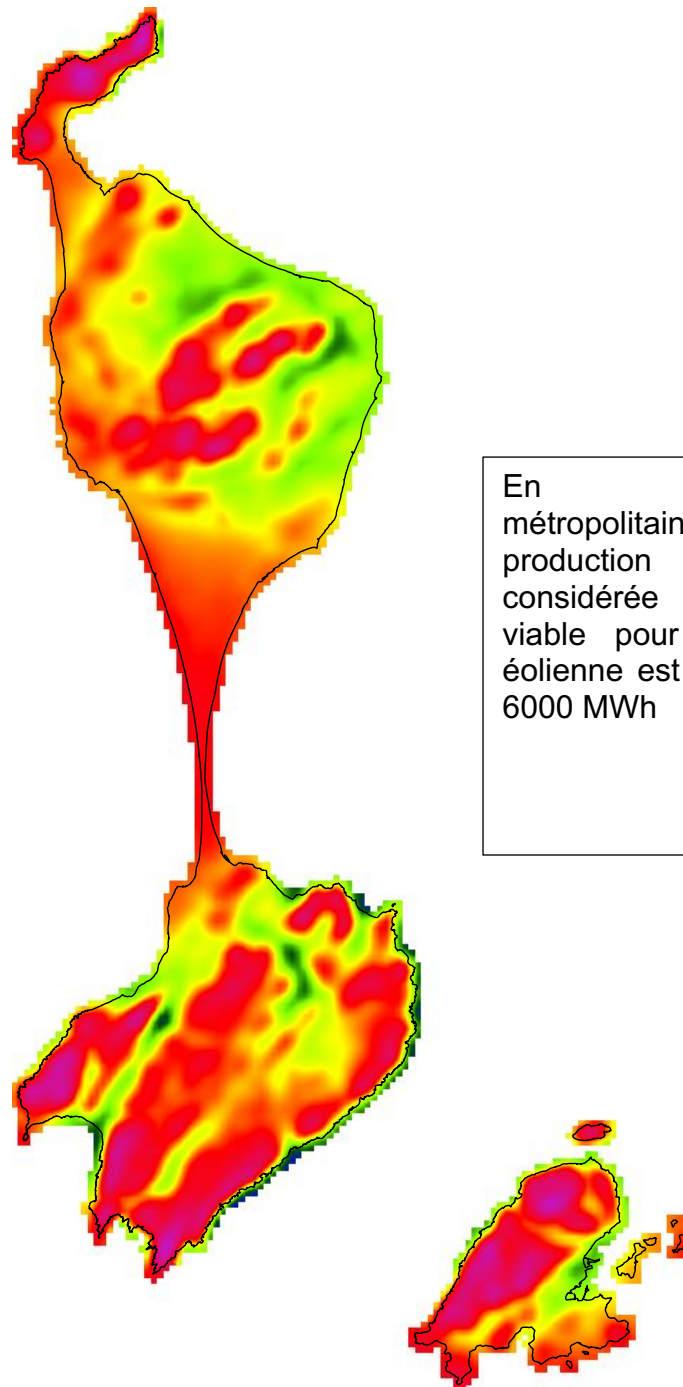 En
métropolitain
production
considérée
viable pour
éolienne est
6000 MWh